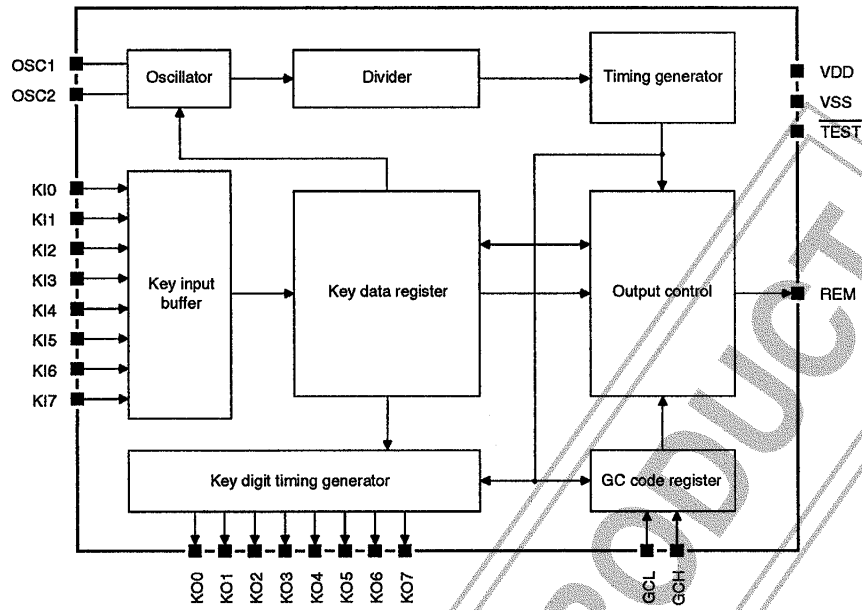 OSC1
OSC2
Oscillator
Divider
Timing generator
VDD
VSS
TEST
KI0
KI1
KI2
KI3
KI4
KI5
KI6
KI7
Key input
buffer
Key data register
Output control
REM
Key digit timing generator
GC code register
KO0
KO1
KO2
KO3
KO4
KO5
KO6
KO7
GCL
GCH
PRODUCT